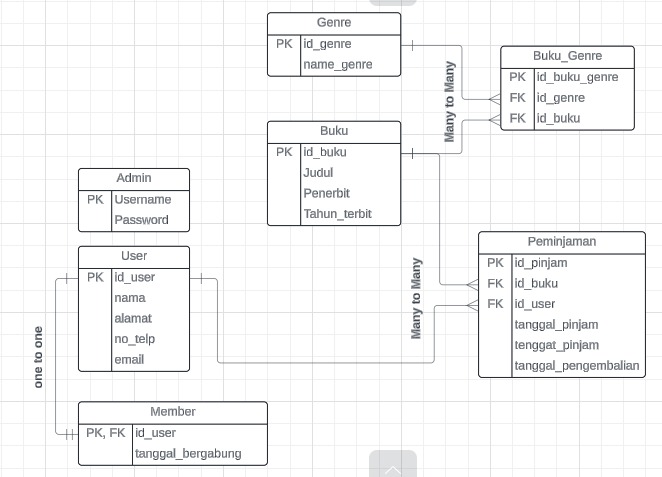 Genre
PK id_genre
name_genre
Buku_Genre
PK id_buku_genre
FK id_genre
FK id_buku
Many to Many
Buku
PK id_buku
Judul
Penerbit
Tahun_terbit
Admin
PK Username
Password
User
PK id_user
nama
alamat
no_telp
email
Peminjaman
PK id_pinjam
FK id_buku
FK id_user
tanggal_pinjam
tenggat_pinjam
tanggal_pengembalian
Many to Many
one to one
Member
PK, FK id_user
tanggal_bergabung